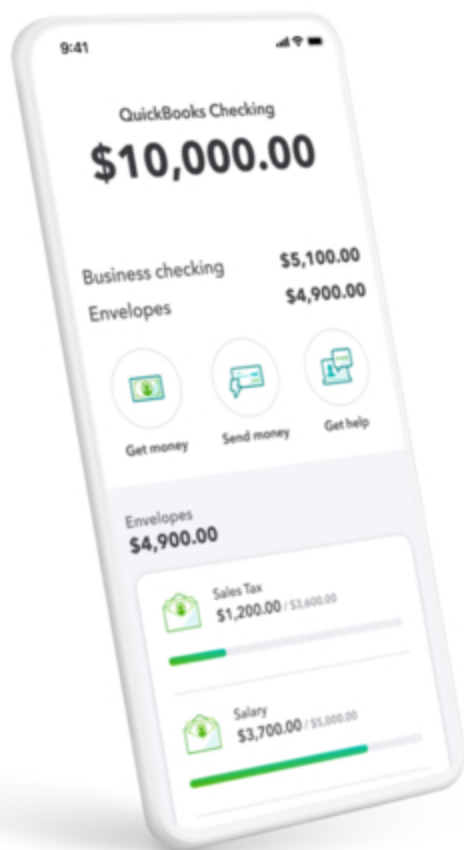 9:41
QuickBooks Checking
$10,000.00
Business checking $5,100.00
Envelopes $4,900.00
Get money Send money Get help
Envelopes
$4,900.00
Sales Tax
$1,200.00 / $3,600.00
Salary
$3,700.00 / $5,000.00